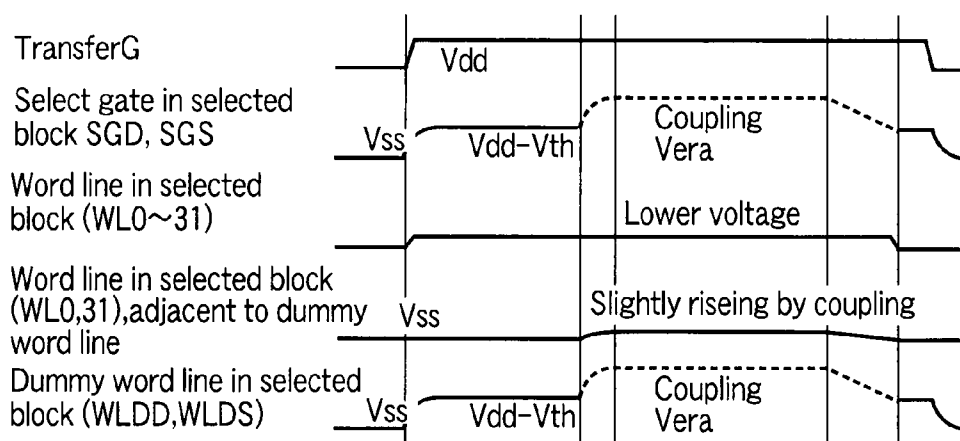 TransferG
Vdd
Select gate in selected
block SGD, SGS
Vss
Vdd-Vth
Coupling
Vera
Word line in selected
block (WL0~31)
Lower voltage
Word line in selected block
(WL0,31),adjacent to dummy
word line
Vss
Slightly riseing by coupling
Dummy word line in selected
block (WLDD,WLDS)
Vss
Vdd-Vth
Coupling
Vera